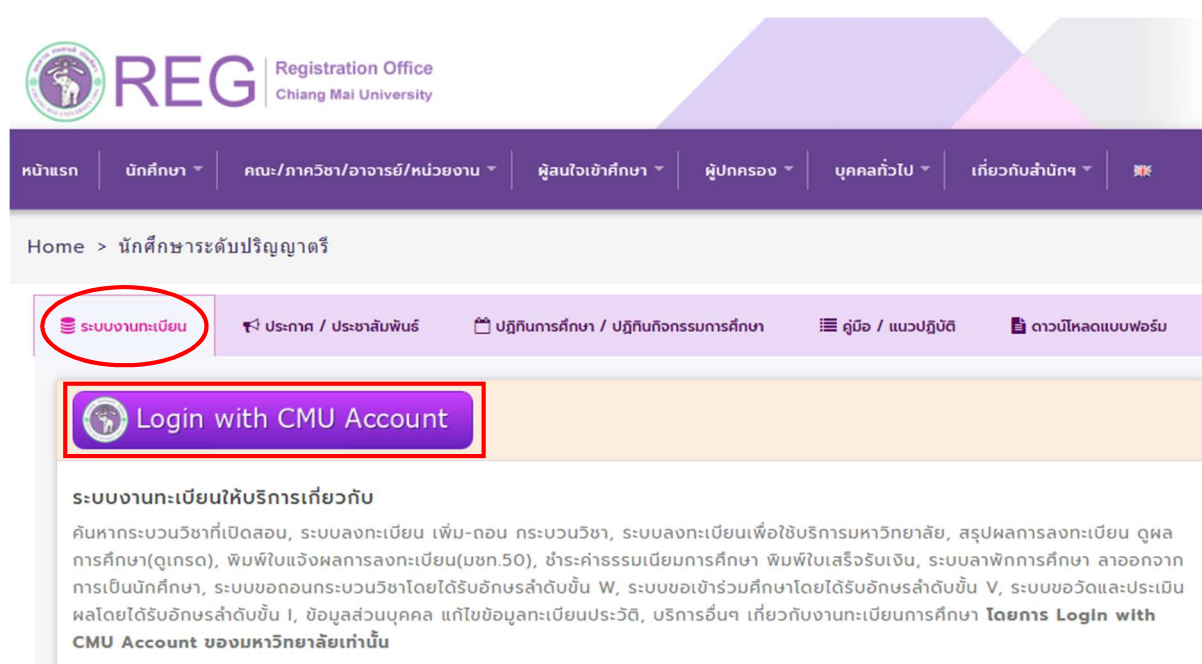 REG
Registration Office
Chiang Mai University
หน้าแรก นักศึกษา คณะ/ภาควิชา/อาจารย์/หน่วยงาน ผู้สนใจเข้าศึกษา ผู้ปกครอง บุคคลทั่วไป เกี่ยวกับสำนักฯ
Home > นักศึกษาระดับปริญญาตรี
ระบบงานทะเบียน ประกาศ / ประชาสัมพันธ์ ปฏิทินการศึกษา / ปฏิทินกิจกรรมการศึกษา คู่มือ / แนวปฏิบัติ ดาวน์โหลดแบบฟอร์ม
Login with CMU Account
ระบบงานทะเบียนให้บริการเกี่ยวกับ
ค้นหากระบวนวิชาที่เปิดสอน, ระบบลงทะเบียน เพิ่ม-ถอน กระบวนวิชา, ระบบลงทะเบียนเพื่อใช้บริการมหาวิทยาลัย, สรุปผลการลงทะเบียน ดูผล
การศึกษา(ดูเกรด), พิมพ์ใบแจ้งผลการลงทะเบียน(มชท.50), ชำระค่าธรรมเนียมการศึกษา พิมพ์ใบเสร็จรับเงิน, ระบบลาพักการศึกษา ลาออกจาก
การเป็นนักศึกษา, ระบบขอถอนกระบวนวิชาโดยได้รับอักษรลำดับขั้น W, ระบบขอเข้าร่วมศึกษาโดยได้รับอักษรลำดับขั้น V, ระบบขอวัดและประเมิน
ผลโดยได้รับอักษรลำดับขั้น I, ข้อมูลส่วนบุคคล แก้ไขข้อมูลทะเบียนประวัติ, บริการอื่นๆ เกี่ยวกับงานทะเบียนการศึกษา โดยการ Login with
CMU Account ของมหาวิทยาลัยเท่านั้น